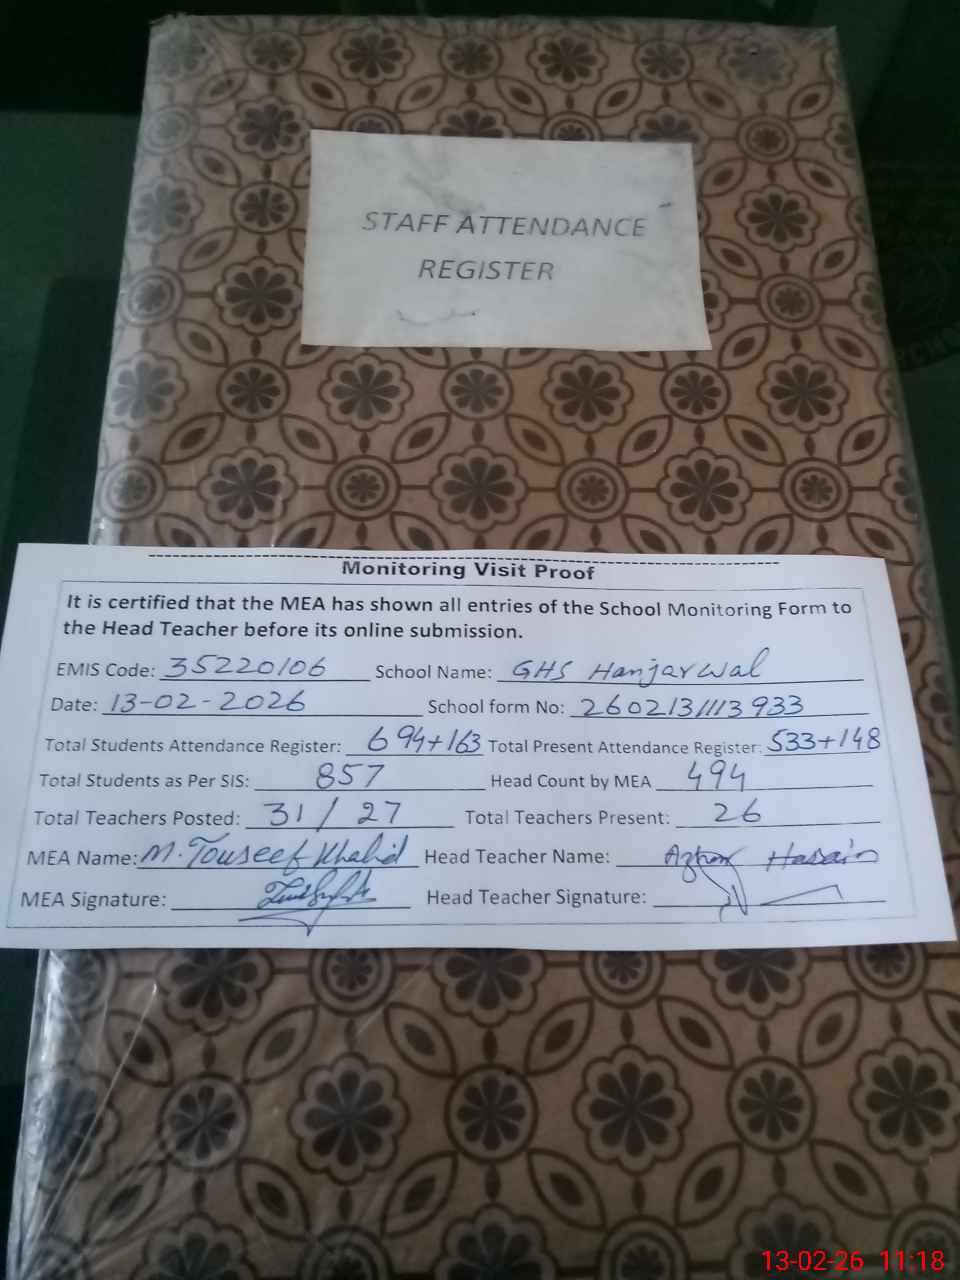 STAFF ATTENDANCE
REGISTER
Monitoring Visit Proof
It is certified that the MEA has shown all entries of the School Monitoring Form to
the Head Teacher before its online submission.
EMIS Code: 35220106 School Name: GHS Hanjarwal
Date: 13-02-2026 School form No: 2602131113933
Total Students Attendance Register: 694+163 Total Present Attendance Register: 533+148
Total Students as Per SIS: 857 Head Count by MEA 494
Total Teachers Posted: 31/27 Total Teachers Present: 26
MEA Name: M. Touseef Khalid Head Teacher Name: Hasain
MEA Signature: Head Teacher Signature:
13-02-26 11:18